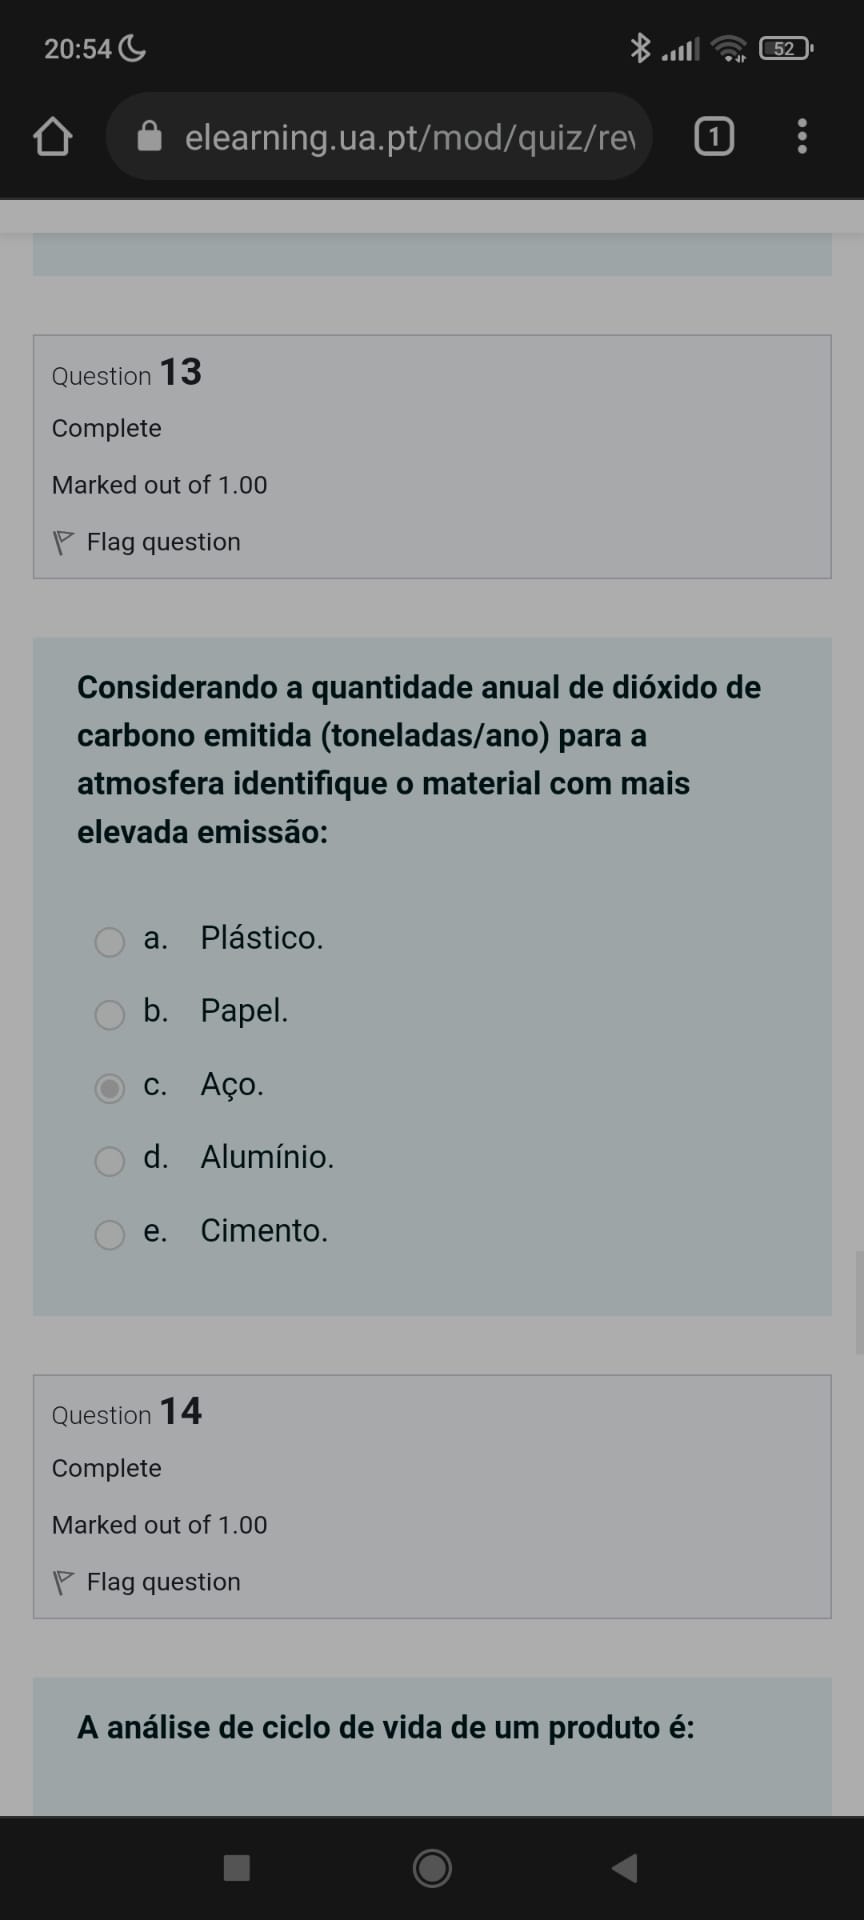 20:54
52
elearning.ua.pt/mod/quiz/rev
1
Question 13
Complete
Marked out of 1.00
Flag question
Considerando a quantidade anual de dióxido de
carbono emitida (toneladas/ano) para a
atmosfera identifique o material com mais
elevada emissão:
a. Plástico.
b. Papel.
c. Aço.
d. Alumínio.
e. Cimento.
Question 14
Complete
Marked out of 1.00
Flag question
A análise de ciclo de vida de um produto é: